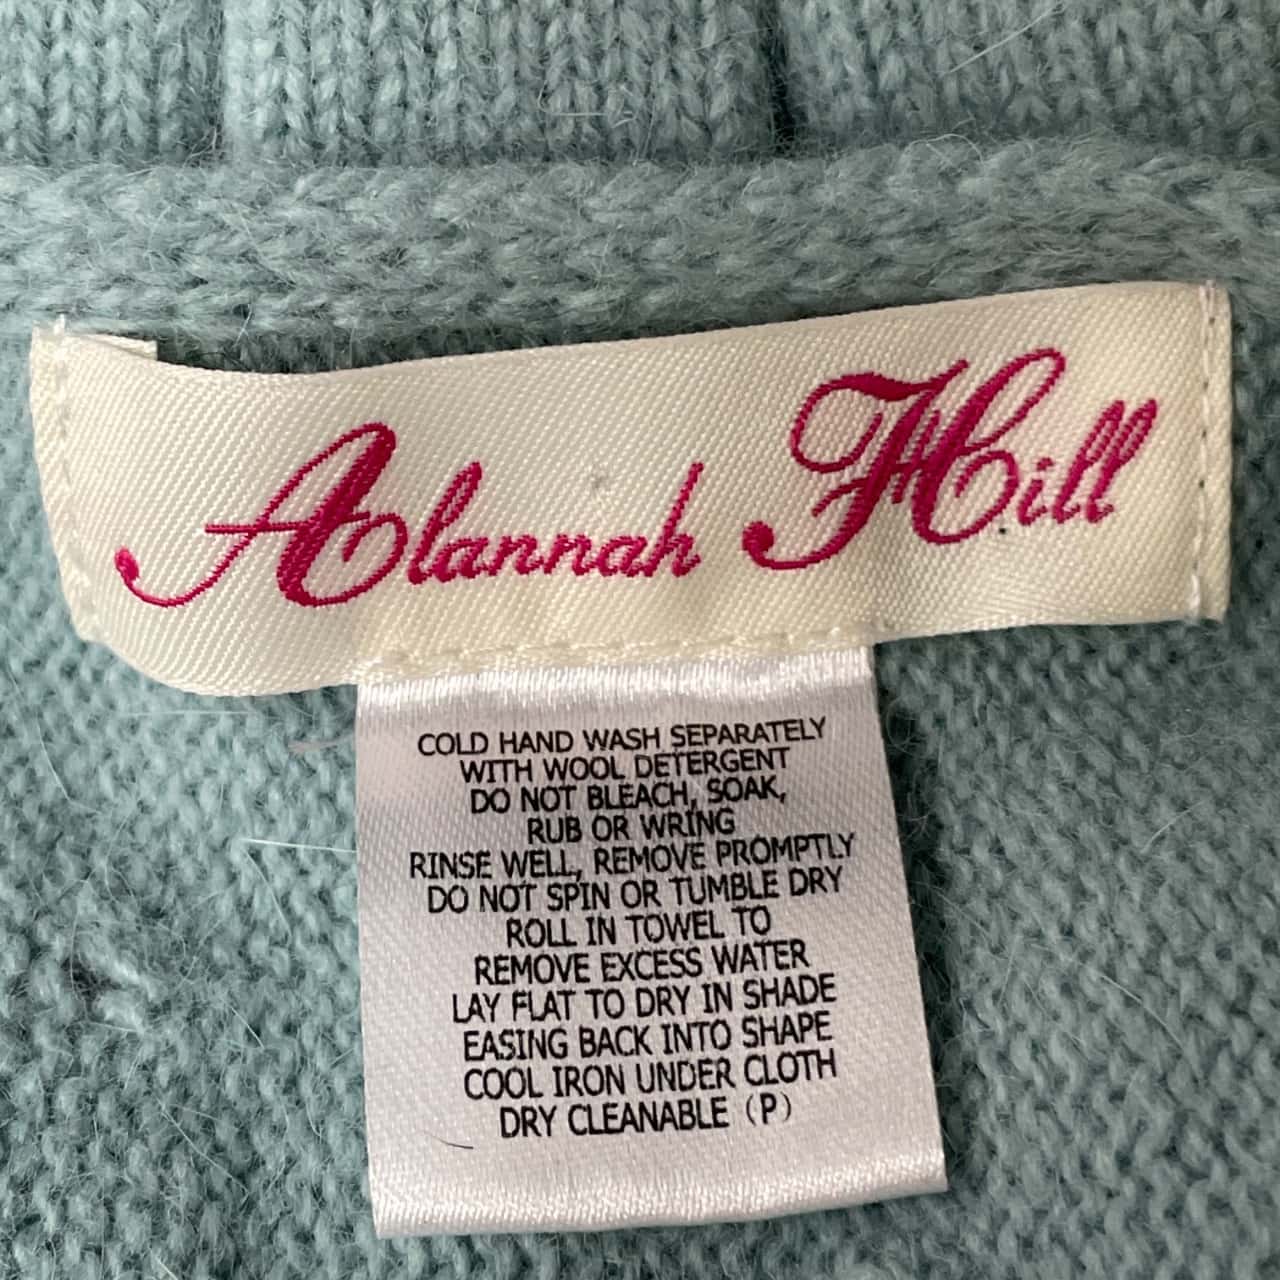 Alannah Hill
COLD HAND WASH SEPARATELY
WITH WOOL DETERGENT
DO NOT BLEACH, SOAK,
RUB OR WRING
RINSE WELL, REMOVE PROMPTLY
DO NOT SPIN OR TUMBLE DRY
ROLL IN TOWEL TO
REMOVE EXCESS WATER
LAY FLAT TO DRY IN SHADE
EASING BACK INTO SHAPE
COOL IRON UNDER CLOTH
DRY CLEANABLE (P)